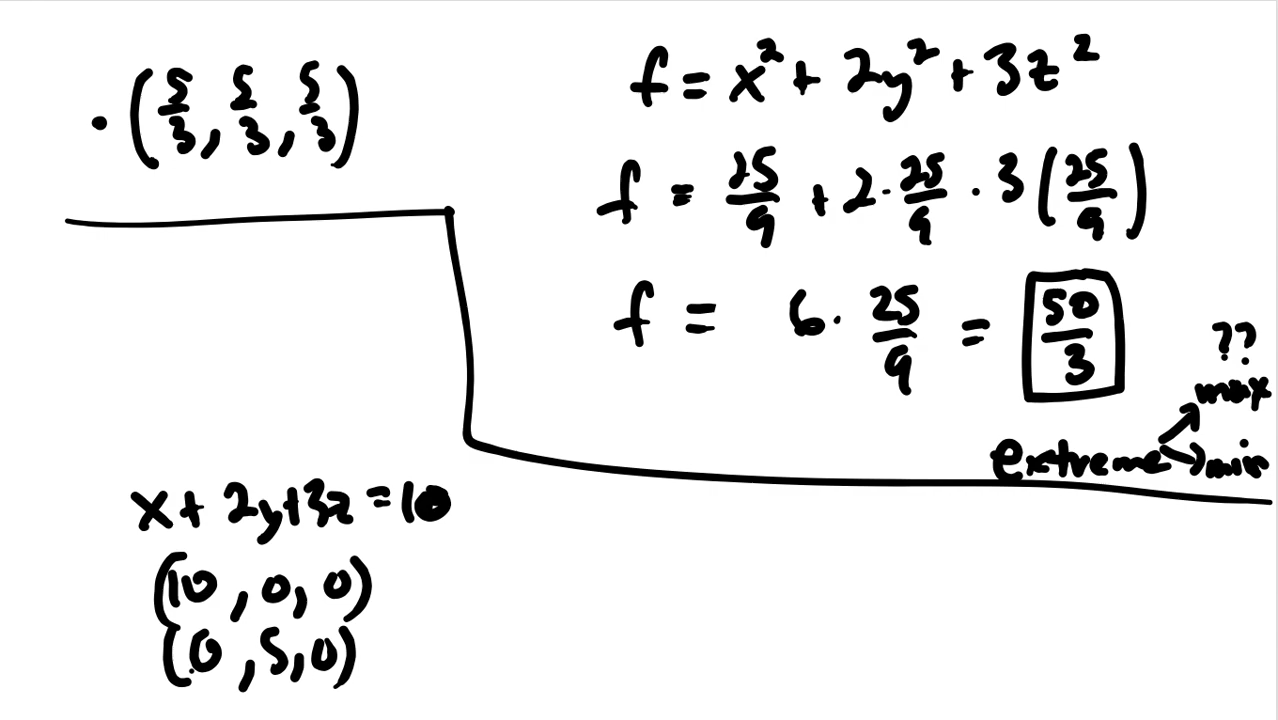 · (5/3, 5/3, 5/3)
f = x² + 2y² + 3z²
f = 25/9 + 2 · 25/9 · 3 (25/9)
f = 6 · 25/9 = 50/3
??
max
extreme → min
x + 2y + 3z = 10
(10, 0, 0)
(0, 5, 0)